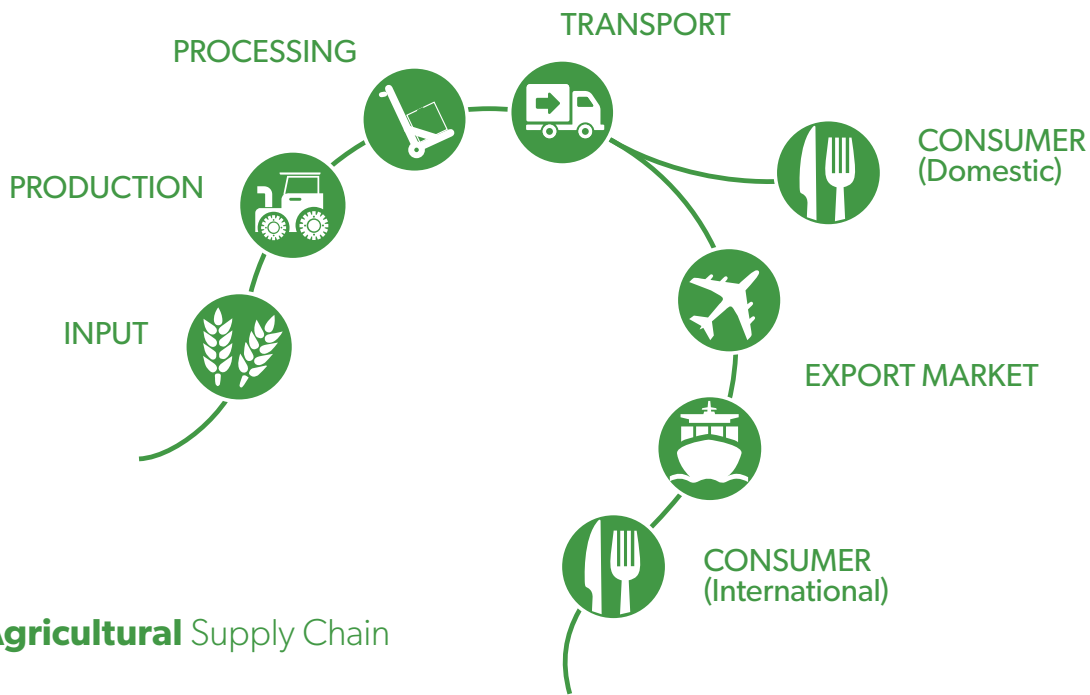 TRANSPORT
PROCESSING
CONSUMER
(Domestic)
PRODUCTION
INPUT
EXPORT MARKET
CONSUMER
(International)
Agricultural Supply Chain